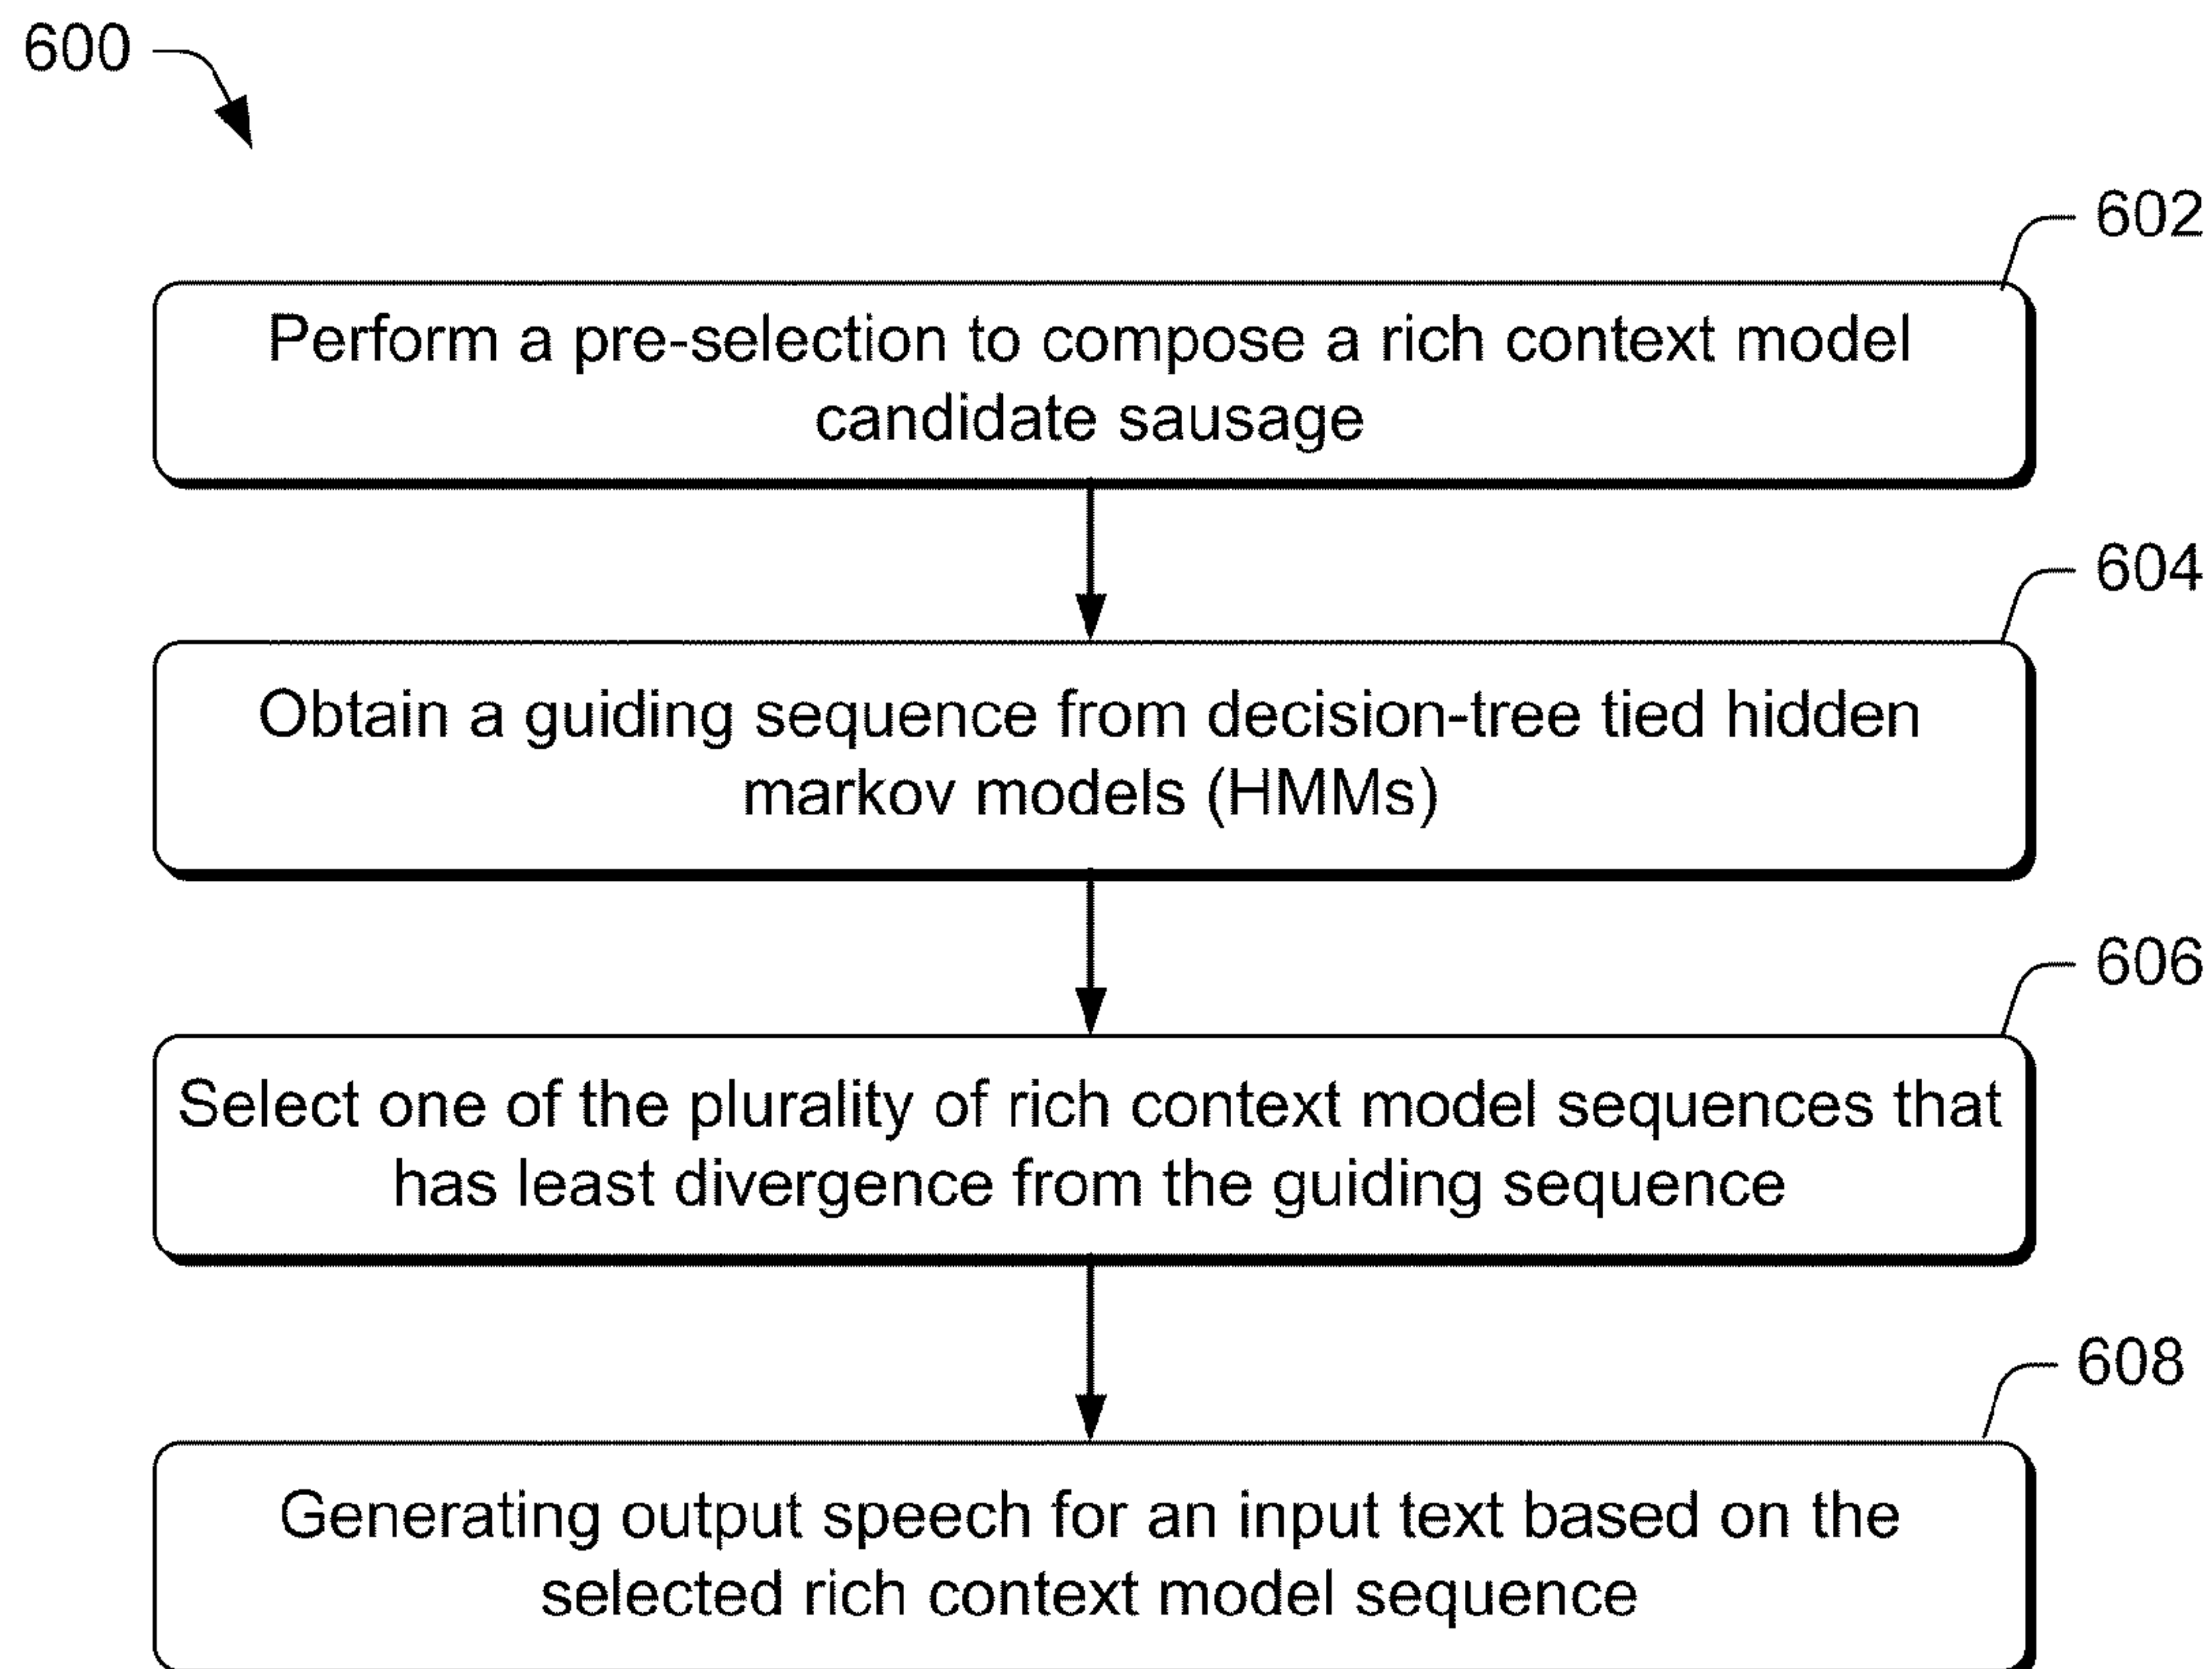 600
602
Perform a pre-selection to compose a rich context model
candidate sausage
604
Obtain a guiding sequence from decision-tree tied hidden
markov models (HMMs)
606
Select one of the plurality of rich context model sequences that
has least divergence from the guiding sequence
608
Generating output speech for an input text based on the
selected rich context model sequence